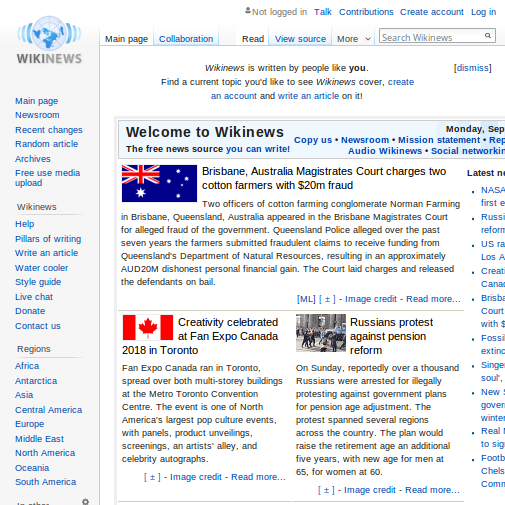 Not logged in Talk Contributions Create account Log in
Main page Collaboration Read View source More Search Wikinews
WIKINEWS
Wikinews is written by people like you. [dismiss]
Find a current topic you'd like to see Wikinews cover, create
an account and write an article on it!
Main page
Newsroom
Recent changes
Random article
Archives
Free use media
upload
Wikinews
Help
Pillars of writing
Write an article
Water cooler
Style guide
Live chat
Donate
Contact us
Regions
Africa
Antarctica
Asia
Central America
Europe
Middle East
North America
Oceania
South America
In other
Welcome to Wikinews
The free news source you can write!
Monday, Sep
Copy us • Newsroom • Mission statement • Rep
Audio Wikinews • Social networkin
Brisbane, Australia Magistrates Court charges two
cotton farmers with $20m fraud
Two officers of cotton farming conglomerate Norman Farming
in Brisbane, Queensland, Australia appeared in the Brisbane Magistrates Court
for alleged fraud of the government. Queensland Police alleged over the past
seven years the farmers submitted fraudulent claims to receive funding from
Queensland's Department of Natural Resources, resulting in an approximately
AUD20M dishonest personal financial gain. The Court laid charges and released
the defendants on bail.
[ML] [ ± ] - Image credit - Read more...
Creativity celebrated
at Fan Expo Canada
2018 in Toronto
Fan Expo Canada ran in Toronto,
spread over both multi-storey buildings
at the Metro Toronto Convention
Centre. The event is one of North
America's largest pop culture events,
with panels, product unveilings,
screenings, an artists' alley, and
celebrity autographs.
[ ± ] - Image credit - Read more...
Russians protest
against pension
reform
On Sunday, reportedly over a thousand
Russians were arrested for illegally
protesting against government plans
for pension age adjustment. The
protest spanned several regions
across the country. The plan would
raise the retirement age an additional
five years, with new age for men at
65, for women at 60.
[ ± ] - Image credit - Read more...
Latest ne
NASA
first e
Russi
reform
US ra
Los A
Creati
Canad
Brisba
Court
with $
Fossil
extinc
Singer
soul',
New S
govern
winter
Real M
to sig
Footb
Chels
Comm